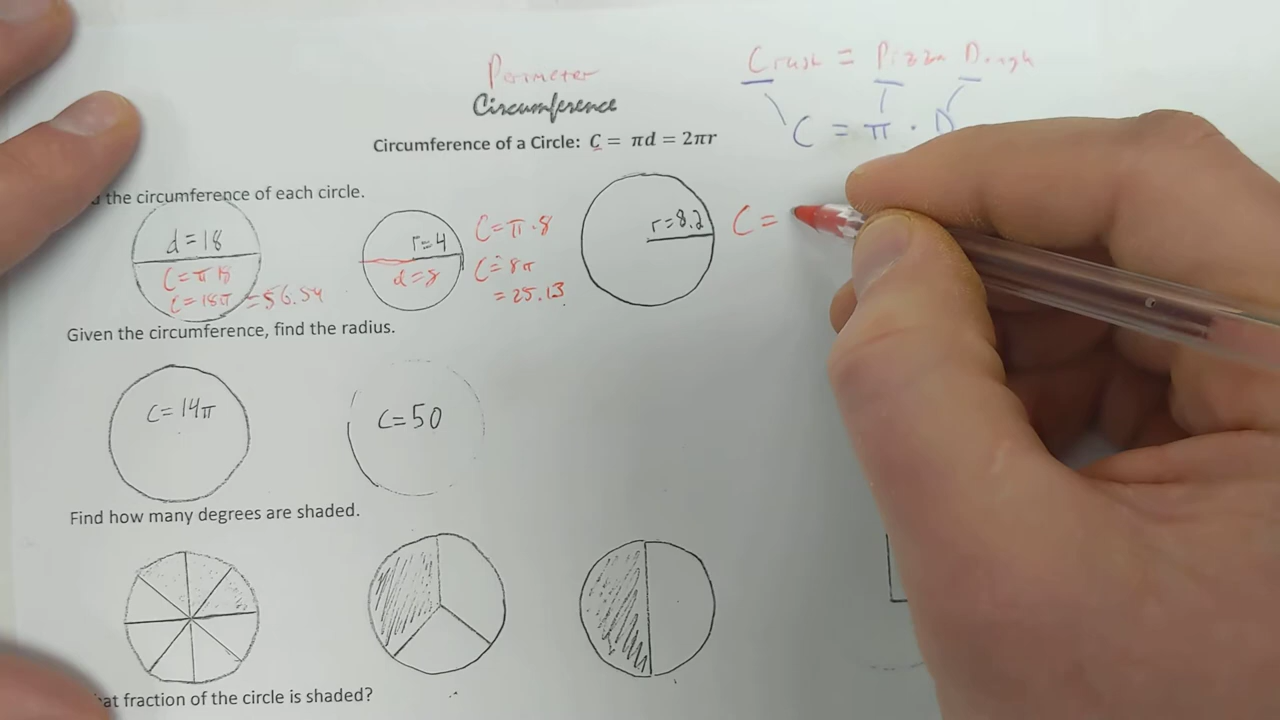 Perimeter
Circumference
Crust = Pizza Dough
C = π · D
Circumference of a Circle: C = πd = 2πr
the circumference of each circle.
d=18
C=π18
C=18π =56.54
r=4
d=8
C=π·8
C=8π
=25.13
r=8.2
C =
Given the circumference, find the radius.
C=14π
C=50
Find how many degrees are shaded.
at fraction of the circle is shaded?